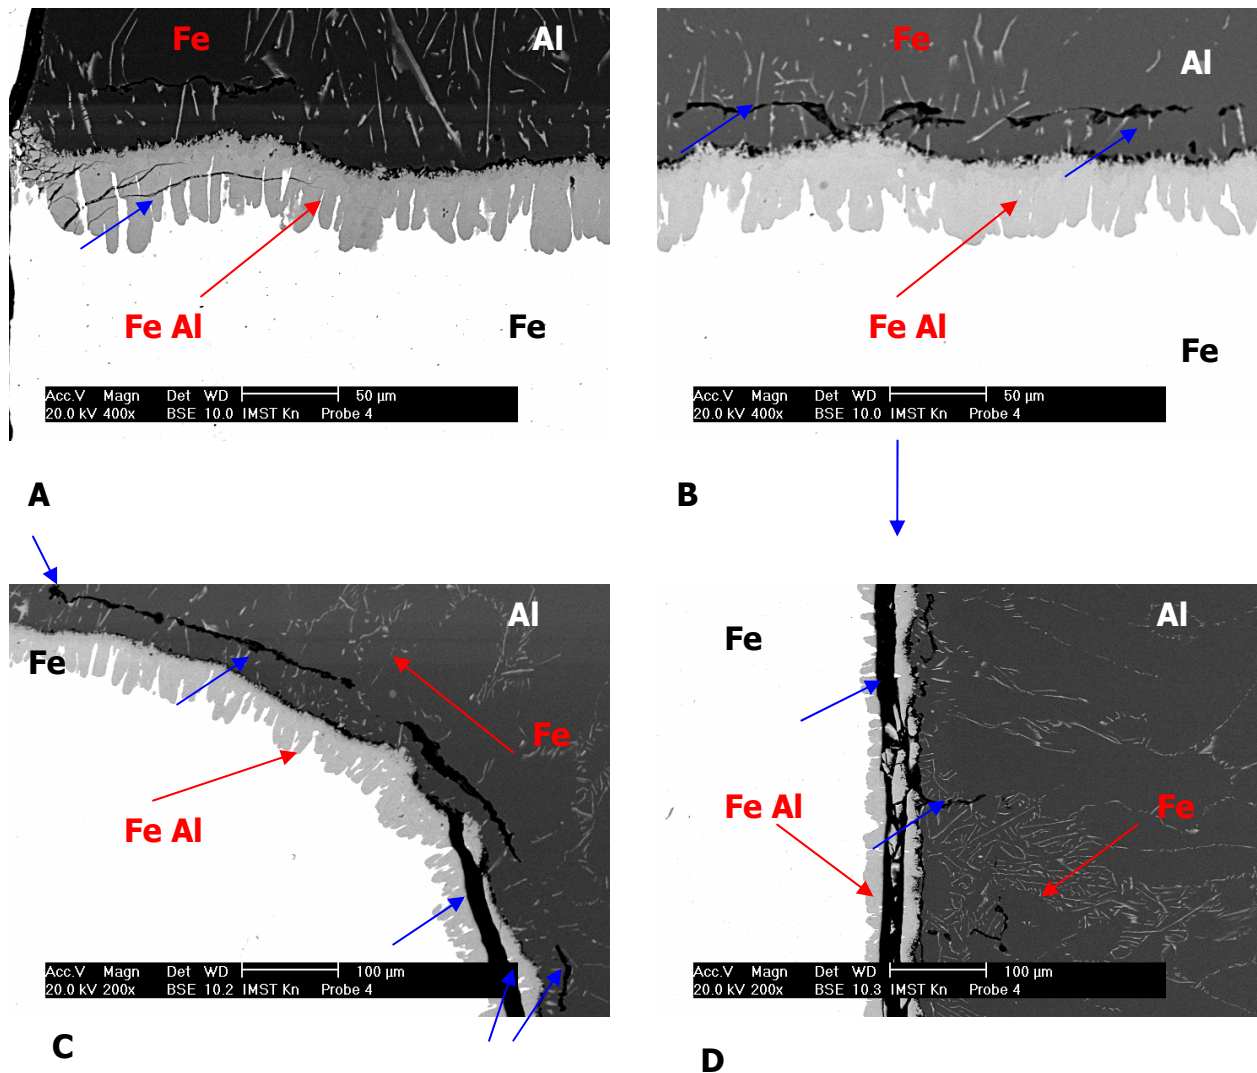 Fe
Al
Fe Al
Fe
Acc.V Magn Det WD 50 µm
20.0 kV 400x BSE 10.0 IMST Kn Probe 4
A
Fe
Al
Fe Al
Fe
Acc.V Magn Det WD 50 µm
20.0 kV 400x BSE 10.0 IMST Kn Probe 4
B
Al
Fe
Fe
Fe Al
Acc.V Magn Det WD 100 µm
20.0 kV 200x BSE 10.2 IMST Kn Probe 4
C
Al
Fe
Fe Al
Fe
Acc.V Magn Det WD 100 µm
20.0 kV 200x BSE 10.3 IMST Kn Probe 4
D